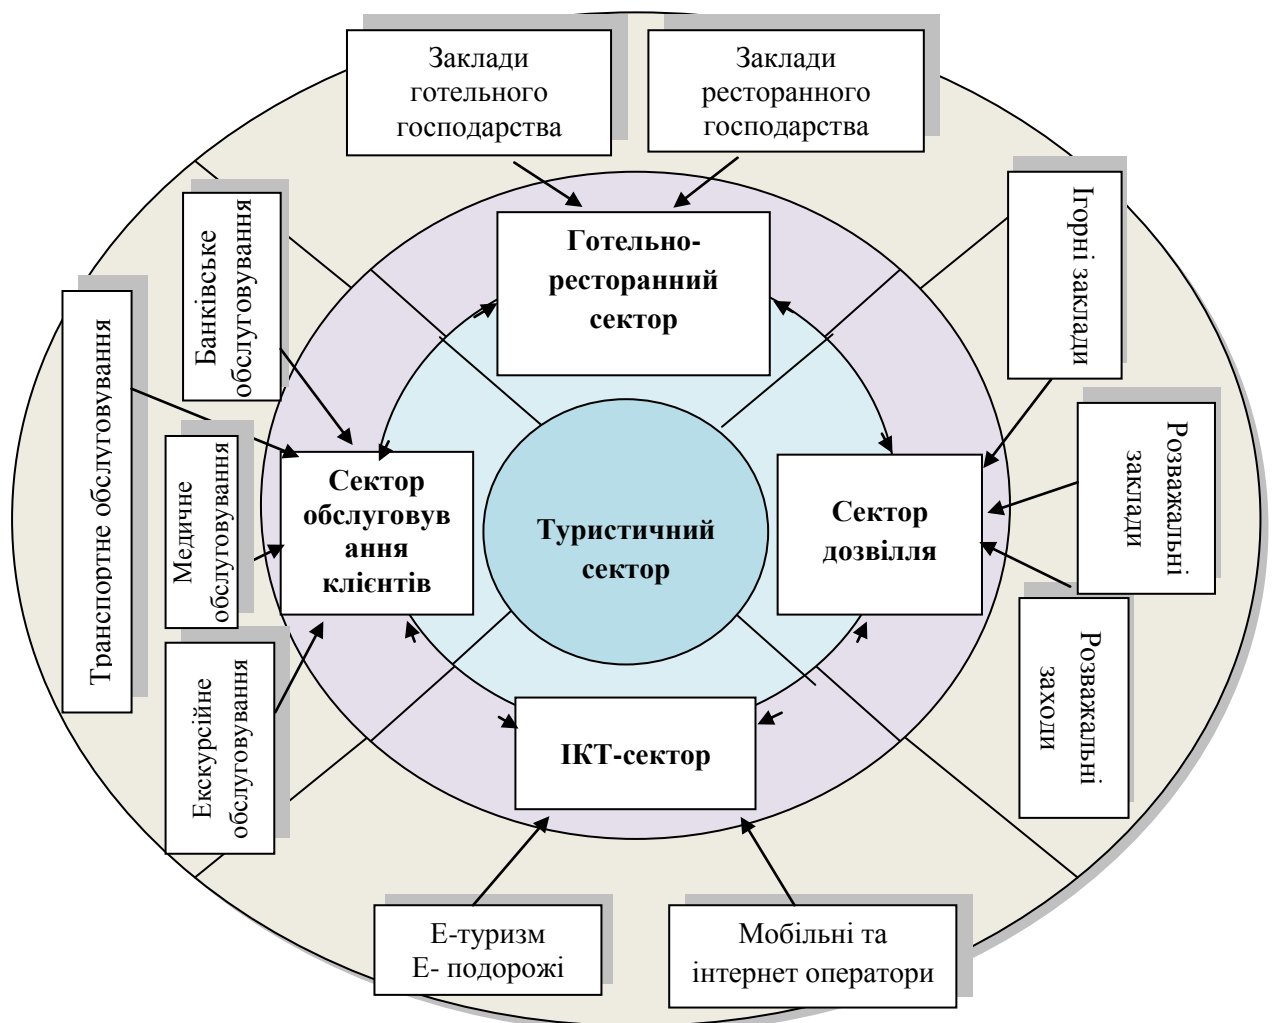 Заклади
готельного
господарства
Заклади
ресторанного
господарства
Банківське
обслуговування
Транспортне обслуговування
Медичне
обслуговування
Екскурсійне
обслуговування
Готельно-
ресторанний
сектор
Сектор
обслуговув
ання
клієнтів
Туристичний
сектор
Сектор
дозвілля
ІКТ-сектор
Ігорні заклади
Розважальні
заклади
Розважальні
заходи
Е-туризм
Е- подорожі
Мобільні та
інтернет оператори